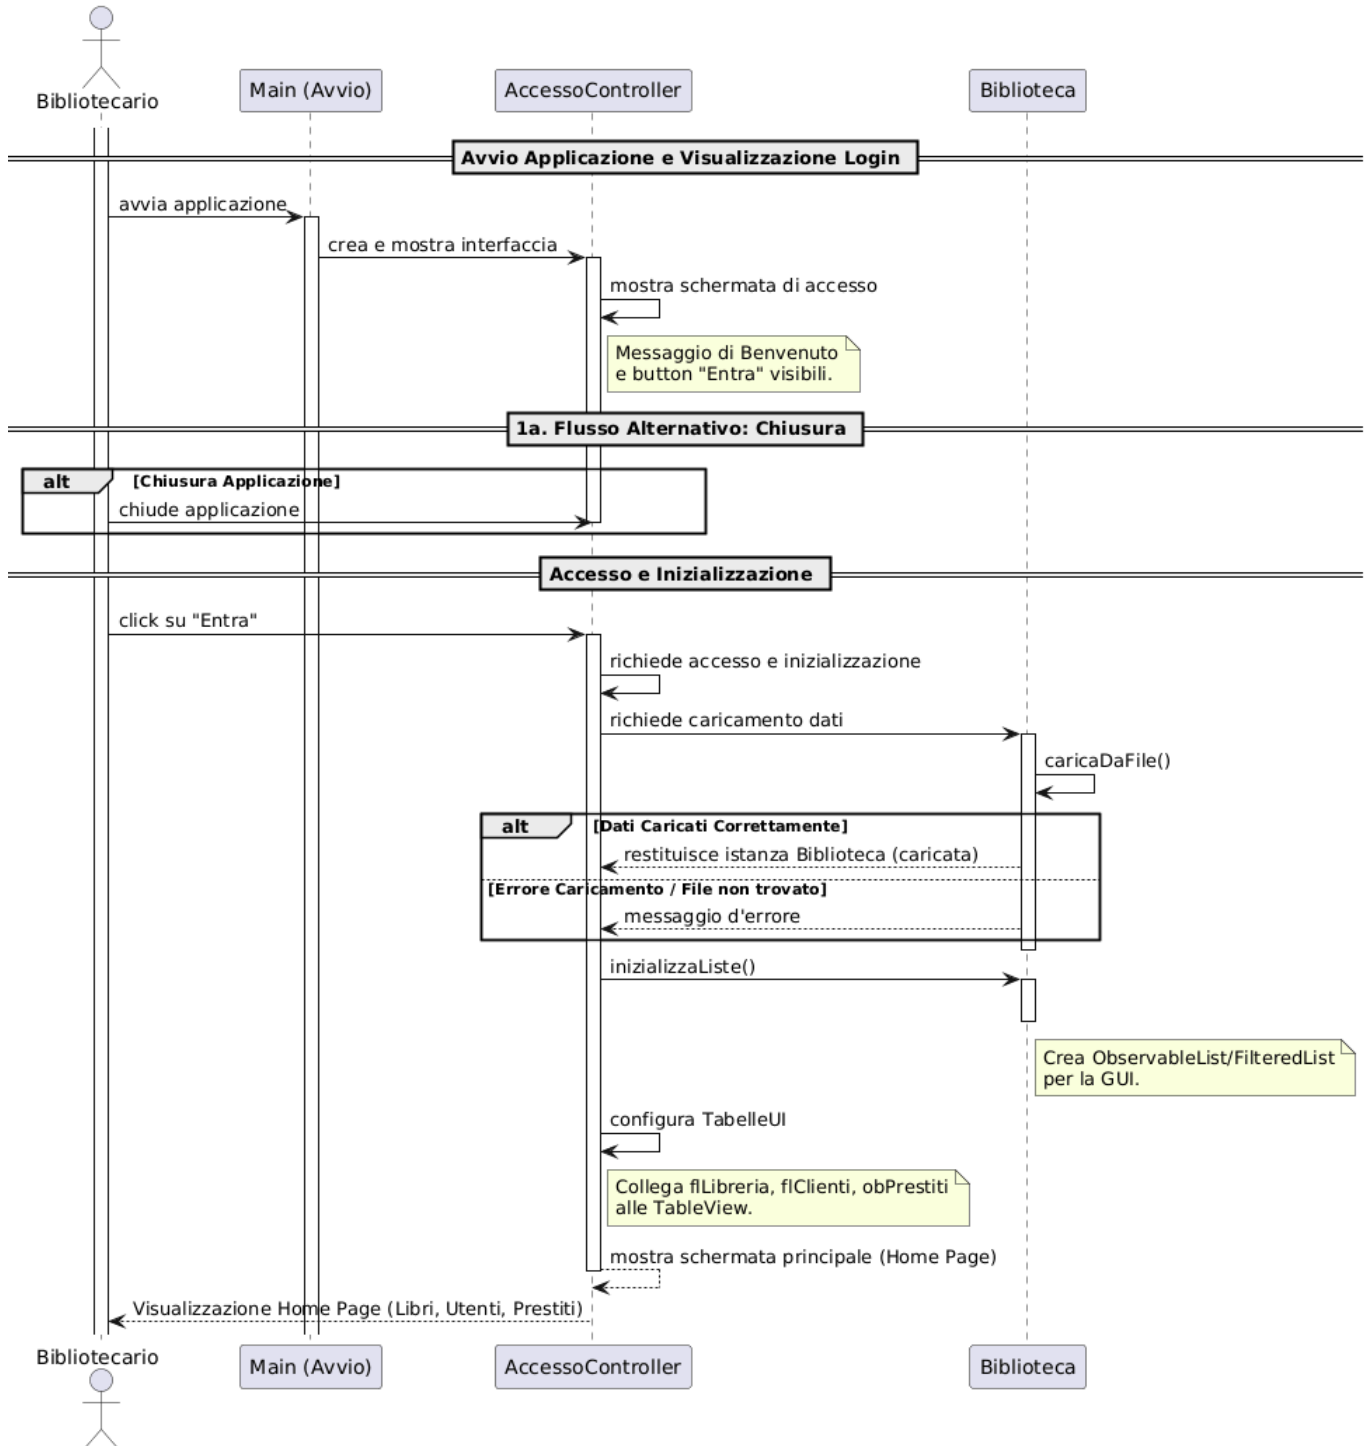 Bibliotecario
Main (Avvio)
AccessoController
Biblioteca
Avvio Applicazione e Visualizzazione Login
avvia applicazione
crea e mostra interfaccia
mostra schermata di accesso
Messaggio di Benvenuto
e button "Entra" visibili.
1a. Flusso Alternativo: Chiusura
alt
[Chiusura Applicazione]
chiude applicazione
Accesso e Inizializzazione
click su "Entra"
richiede accesso e inizializzazione
richiede caricamento dati
caricaDaFile()
alt
[Dati Caricati Correttamente]
restituisce istanza Biblioteca (caricata)
[Errore Caricamento / File non trovato]
messaggio d'errore
inizializzaListe()
Crea ObservableList/FilteredList
per la GUI.
configura TabelleUI
Collega flLibreria, flClienti, obPrestiti
alle TableView.
mostra schermata principale (Home Page)
Visualizzazione Home Page (Libri, Utenti, Prestiti)
Bibliotecario
Main (Avvio)
AccessoController
Biblioteca